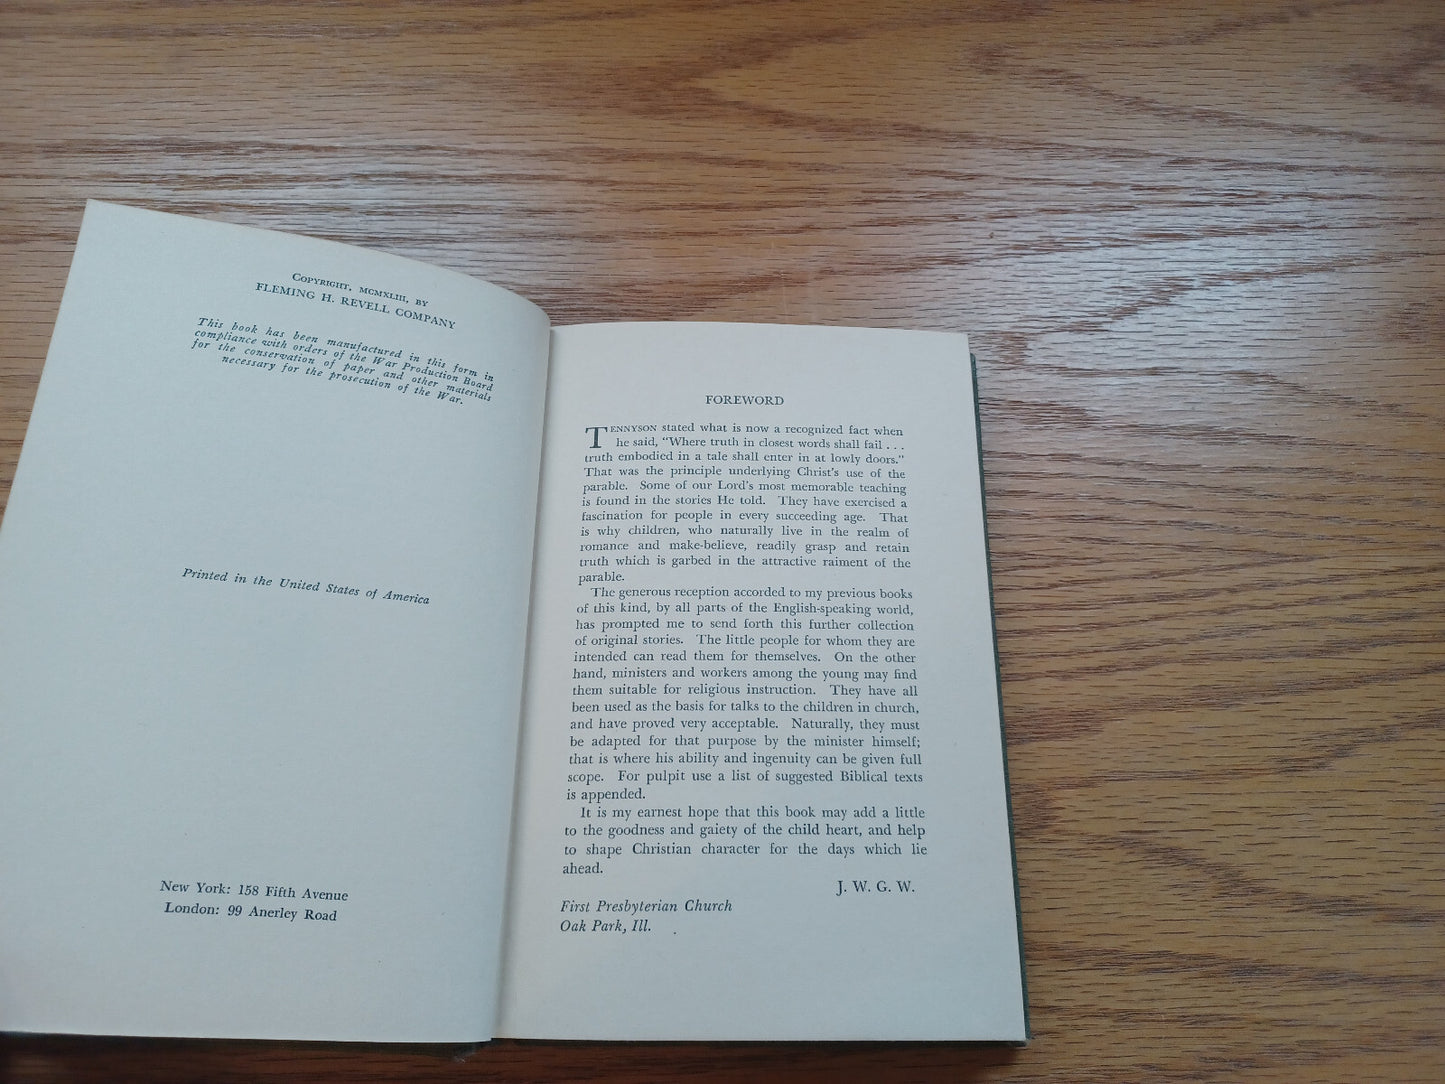 COPYRIGHT, MCMXLIII, BY
FLEMING H. REVELL COMPANY
This book has been manufactured in this form in
compliance with orders of the War Production Board
for the conservation of paper and other materials
necessary for the prosecution of the War.
Printed in the United States of America
New York: 158 Fifth Avenue
London: 99 Anerley Road
FOREWORD
TENNYSON stated what is now a recognized fact when
he said, “Where truth in closest words shall fail . . .
truth embodied in a tale shall enter in at lowly doors.”
That was the principle underlying Christ's use of the
parable. Some of our Lord's most memorable teaching
is found in the stories He told. They have exercised a
fascination for people in every succeeding age. That
is why children, who naturally live in the realm of
romance and make-believe, readily grasp and retain
truth which is garbed in the attractive raiment of the
parable.
The generous reception accorded to my previous books
of this kind, by all parts of the English-speaking world,
has prompted me to send forth this further collection
of original stories. The little people for whom they are
intended can read them for themselves. On the other
hand, ministers and workers among the young may find
them suitable for religious instruction. They have all
been used as the basis for talks to the children in church,
and have proved very acceptable. Naturally, they must
be adapted for that purpose by the minister himself;
that is where his ability and ingenuity can be given full
scope. For pulpit use a list of suggested Biblical texts
is appended.
It is my earnest hope that this book may add a little
to the goodness and gaiety of the child heart, and help
to shape Christian character for the days which lie
ahead.
J. W. G. W.
First Presbyterian Church
Oak Park, Ill.